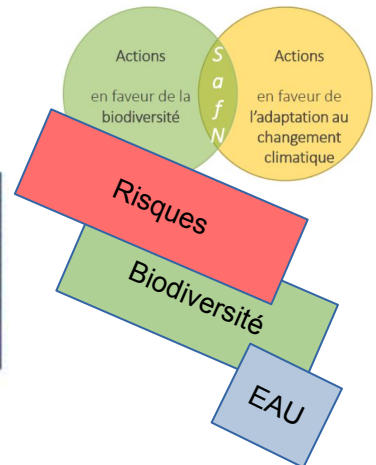 Actions
en faveur de la
biodiversité
S
a
f
N
Actions
en faveur de
l'adaptation au
changement
climatique
Risques
Biodiversité
EAU